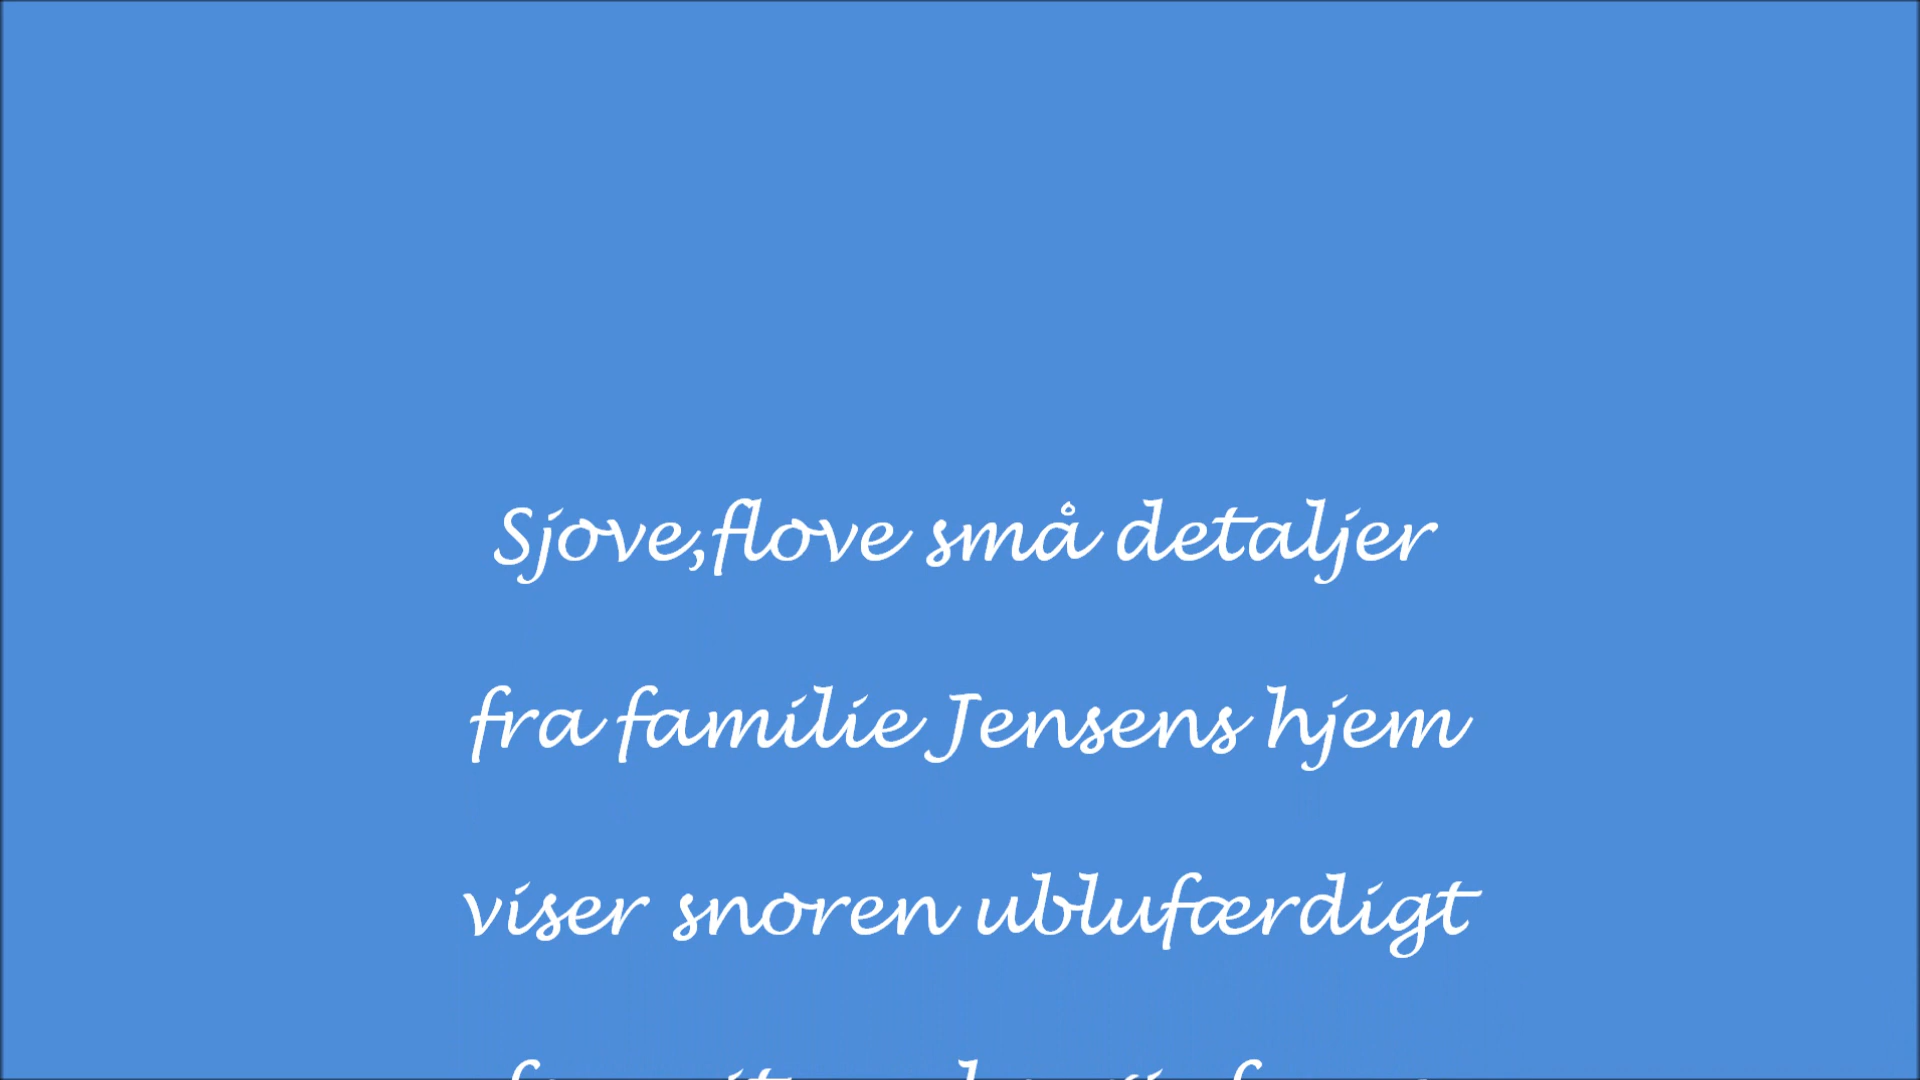 Sjove,flove små detaljer
fra familie Jensens hjem
viser snoren ublufærdigt